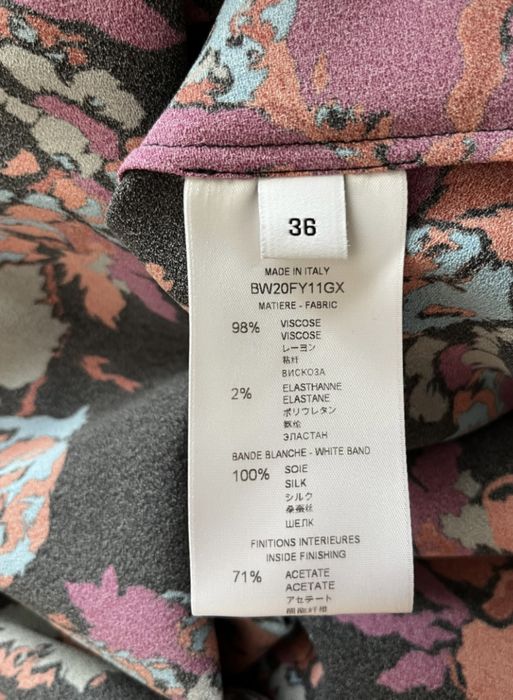 36
MADE IN ITALY
BW20FY11GX
MATIERE - FABRIC
98% VISCOSE
VISCOSE
レーヨン
粘纤
ВИСКОЗА
2% ELASTHANNE
ELASTANE
ポリウレタン
ЭЛАСТАН
BANDE BLANCHE - WHITE BAND
100% SOIE
SILK
シルク
桑蚕丝
ШЕЛК
FINITIONS INTERIEURES
INSIDE FINISHING
71% ACETATE
ACETATE
アセテート